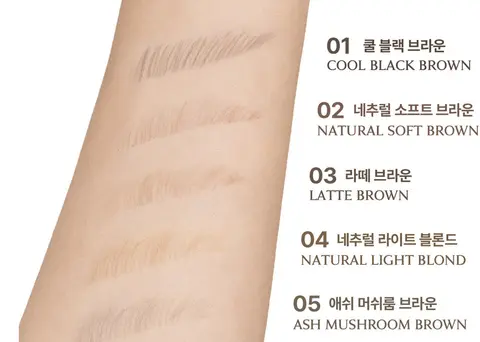 01 쿨 블랙 브라운
COOL BLACK BROWN
02 네추럴 소프트 브라운
NATURAL SOFT BROWN
03 라떼 브라운
LATTE BROWN
04 네추럴 라이트 블론드
NATURAL LIGHT BLOND
05 애쉬 머쉬룸 브라운
ASH MUSHROOM BROWN